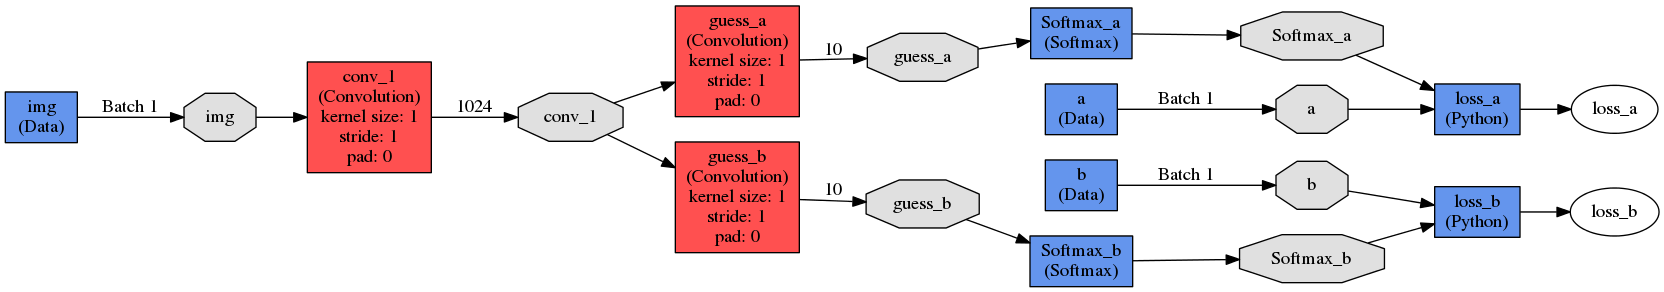 img
(Data)
Batch 1
img
conv_1
(Convolution)
kernel size: 1
stride: 1
pad: 0
1024
conv_1
guess_a
(Convolution)
kernel size: 1
stride: 1
pad: 0
10
guess_a
Softmax_a
(Softmax)
Softmax_a
a
(Data)
Batch 1
a
loss_a
(Python)
loss_a
guess_b
(Convolution)
kernel size: 1
stride: 1
pad: 0
10
guess_b
b
(Data)
Batch 1
b
Softmax_b
(Softmax)
Softmax_b
loss_b
(Python)
loss_b